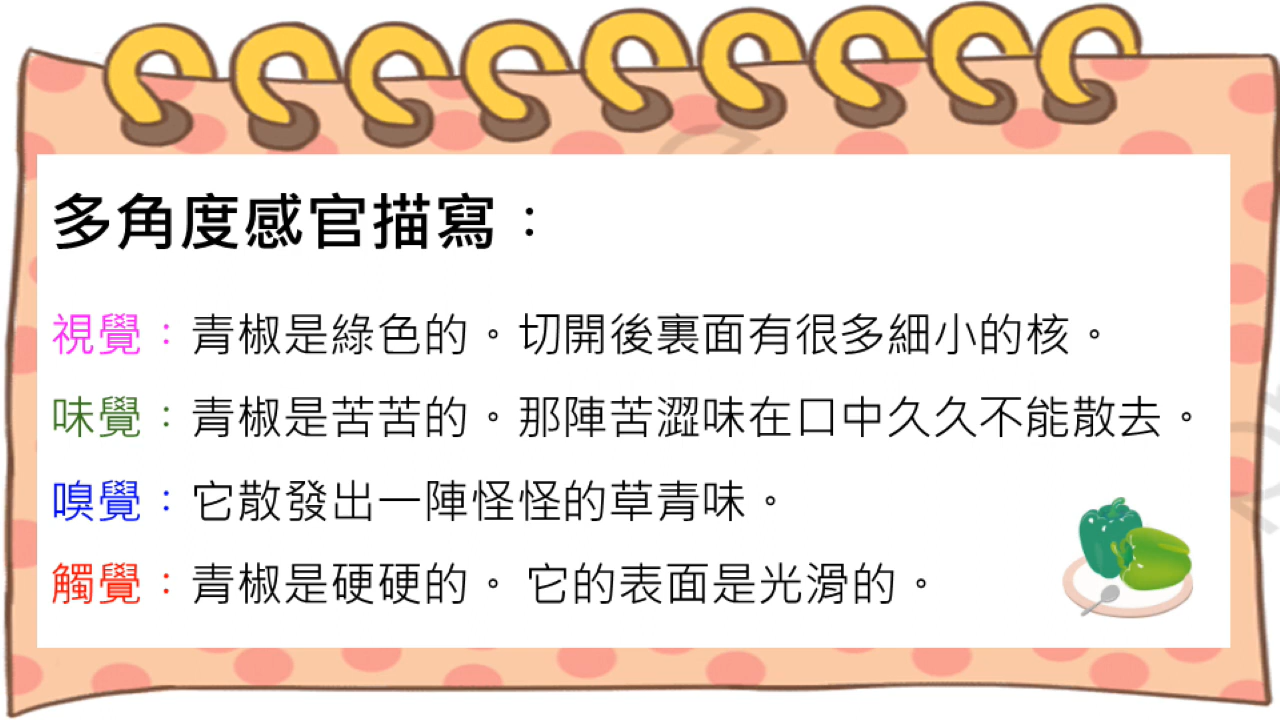 多角度感官描寫：
視覺：青椒是綠色的。切開後裏面有很多細小的核。
味覺：青椒是苦苦的。那陣苦澀味在口中久久不能散去。
嗅覺：它散發出一陣怪怪的草青味。
觸覺：青椒是硬硬的。 它的表面是光滑的。